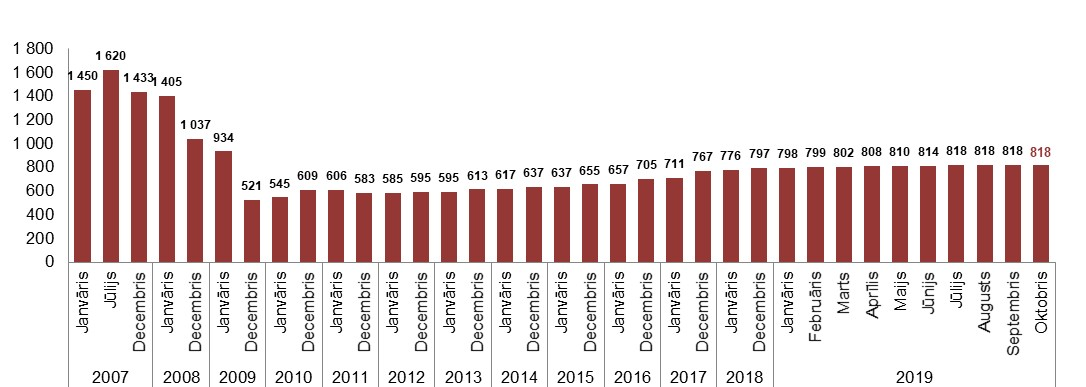 1 800
1 600
1 400
1 200
1 000
800
600
400
200
0
1 450
1 620
1 433
1 405
1 037
934
521
545
609
606
583
585
595
595
613
617
637
637
655
657
705
711
767
776
797
798
799
802
808
810
814
818
818
818
818
Janvāris
Jūlijs
Decembris
Janvāris
Decembris
Janvāris
Decembris
Janvāris
Decembris
Janvāris
Decembris
Janvāris
Decembris
Janvāris
Decembris
Janvāris
Decembris
Janvāris
Decembris
Janvāris
Decembris
Janvāris
Decembris
Janvāris
Decembris
Janvāris
Februāris
Marts
Aprīlis
Maijs
Jūnijs
Jūlijs
Augusts
Septembris
Oktobris
2007
2008
2009
2010
2011
2012
2013
2014
2015
2016
2017
2018
2019